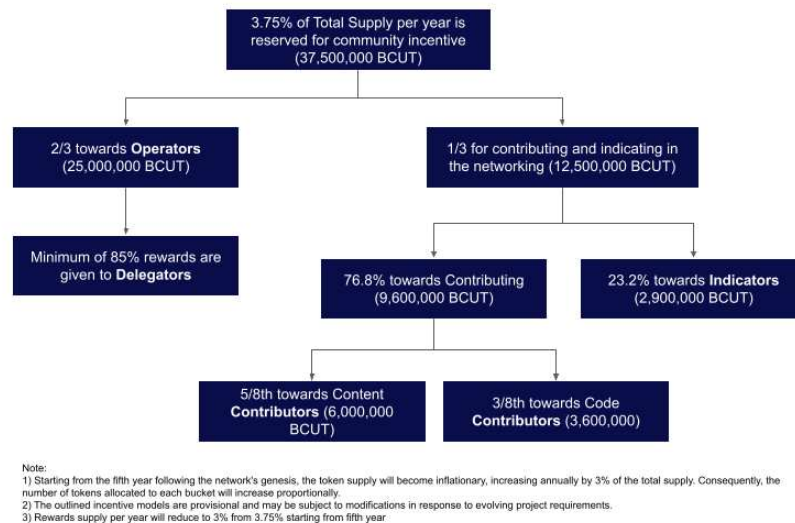 3.75% of Total Supply per year is
reserved for community incentive
(37,500,000 BCUT)
2/3 towards Operators
(25,000,000 BCUT)
1/3 for contributing and indicating in
the networking (12,500,000 BCUT)
Minimum of 85% rewards are
given to Delegators
76.8% towards Contributing
(9,600,000 BCUT)
23.2% towards Indicators
(2,900,000 BCUT)
5/8th towards Content
Contributors (6,000,000
BCUT)
3/8th towards Code
Contributors (3,600,000)
Note:
1) Starting from the fifth year following the network's genesis, the token supply will become inflationary, increasing annually by 3% of the total supply. Consequently, the
number of tokens allocated to each bucket will increase proportionally.
2) The outlined incentive models are provisional and may be subject to modifications in response to evolving project requirements.
3) Rewards supply per year will reduce to 3% from 3.75% starting from fifth year